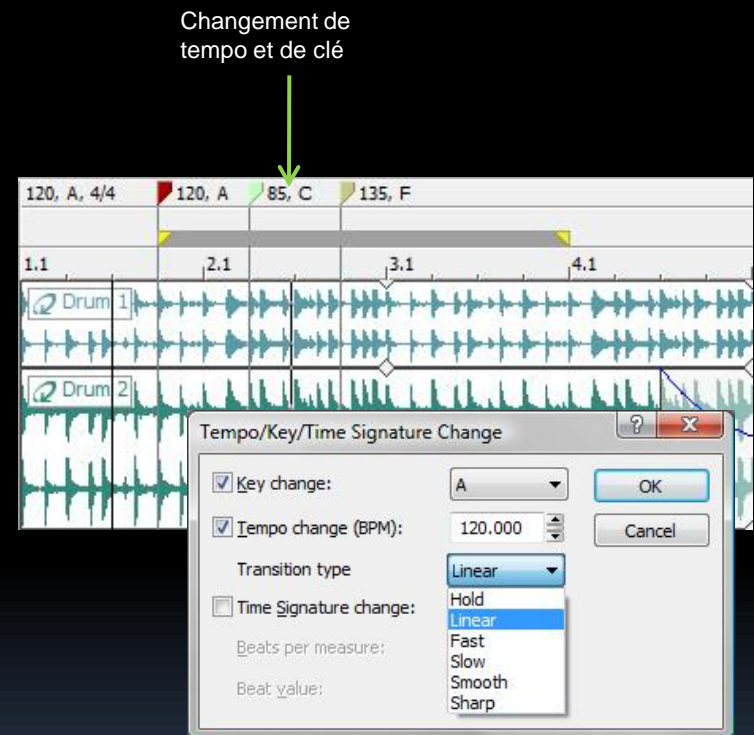 Changement de
tempo et de clé
120, A, 4/4 120, A 85, C 135, F
1.1 2.1 3.1 4.1
Drum 1
Drum 2
Tempo/Key/Time Signature Change
Key change: A OK
Tempo change (BPM): 120.000 Cancel
Transition type Linear
Hold
Time Signature change: Linear
Fast
Beats per measure:
Slow
Beat value: Smooth
Sharp